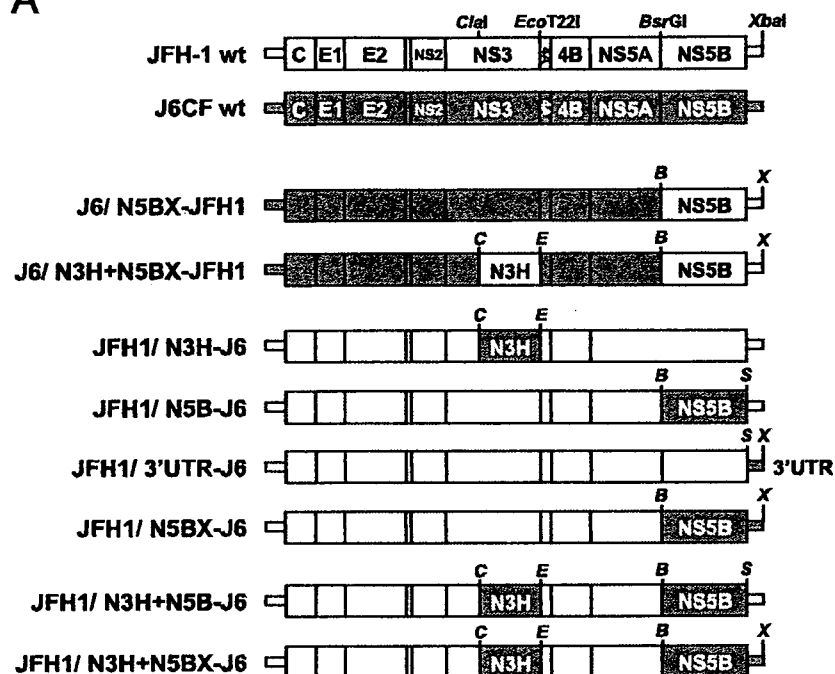 A
ClaI EcoT22I BsrGI XbaI
JFH-1 wt C E1 E2 NS2 NS3 4B NS5A NS5B
J6CF wt C E1 E2 NS2 NS3 4B NS5A NS5B
B X
J6/ N5BX-JFH1 NS5B
C E B X
J6/ N3H+N5BX-JFH1 N3H NS5B
C E
JFH1/ N3H-J6 N3H
B S
JFH1/ N5B-J6 NS5B
S X
JFH1/ 3'UTR-J6 3'UTR
B X
JFH1/ N5BX-J6 NS5B
C E B S
JFH1/ N3H+N5B-J6 N3H NS5B
C E B X
JFH1/ N3H+N5BX-J6 N3H NS5B